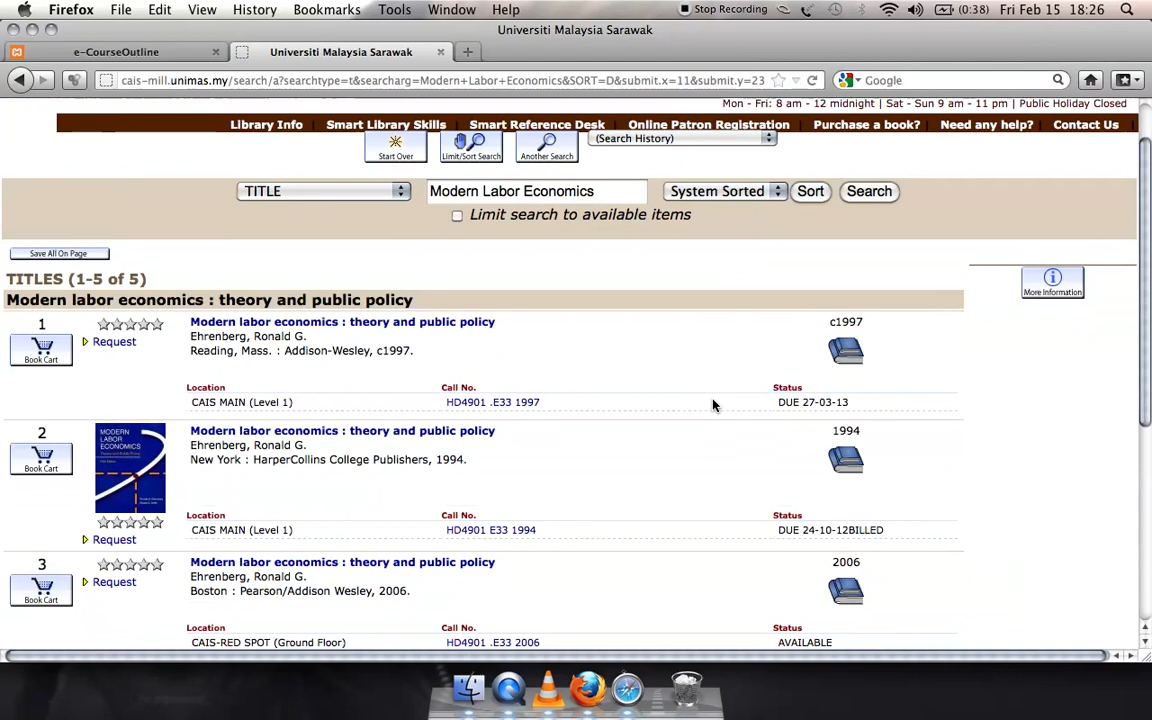 Firefox File Edit View History Bookmarks Tools Window Help Stop Recording (0:38) Fri Feb 15 18:26
Universiti Malaysia Sarawak
e-CourseOutline Universiti Malaysia Sarawak
cais-mill.unimas.my/search/a?searchtype=t&searcharg=Modern+Labor+Economics&SORT=D&submit.x=11&submit.y=23 Google
Mon - Fri: 8 am - 12 midnight | Sat - Sun 9 am - 11 pm | Public Holiday Closed
Library Info Smart Library Skills Smart Reference Desk Online Patron Registration Purchase a book? Need any help? Contact Us
Start Over Limit/Sort Search Another Search (Search History)
TITLE Modern Labor Economics System Sorted Sort Search
Limit search to available items
Save All On Page
TITLES (1-5 of 5)
More Information
Modern labor economics : theory and public policy
1 Modern labor economics : theory and public policy c1997
Ehrenberg, Ronald G.
Book Cart Request Reading, Mass. : Addison-Wesley, c1997.
Location Call No. Status
CAIS MAIN (Level 1) HD4901 .E33 1997 DUE 27-03-13
2 MODERN LABOR ECONOMICS Modern labor economics : theory and public policy 1994
Ehrenberg, Ronald G.
Book Cart New York : HarperCollins College Publishers, 1994.
Location Call No. Status
CAIS MAIN (Level 1) HD4901 E33 1994 DUE 24-10-12BILLED
Request
3 Modern labor economics : theory and public policy 2006
Ehrenberg, Ronald G.
Book Cart Request Boston : Pearson/Addison Wesley, 2006.
Location Call No. Status
CAIS-RED SPOT (Ground Floor) HD4901 .E33 2006 AVAILABLE